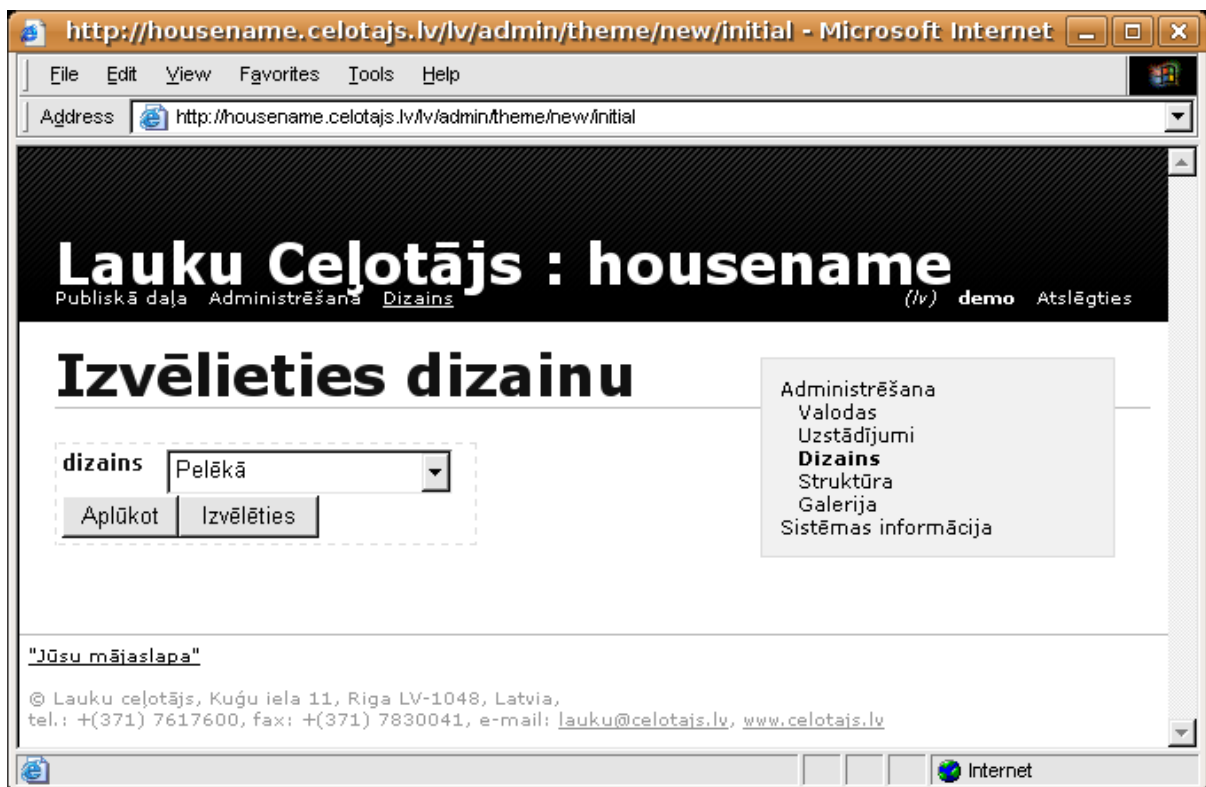 http://housename.celotajs.lv/lv/admin/theme/new/initial - Microsoft Internet
File Edit View Favorites Tools Help
Address http://housename.celotajs.lv/lv/admin/theme/new/initial
Lauku Ceļotājs : housename
Publiskā daļa Administrēšana Dizains (lv) demo Atslēgties
Izvēlieties dizainu
Administrēšana
Valodas
Uzstādījumi
Dizains
Struktūra
Galerija
Sistēmas informācija
dizains Pelēkā
Aplūkot Izvēlēties
"Jūsu mājaslapa"
© Lauku ceļotājs, Kuģu iela 11, Riga LV-1048, Latvia,
tel.: +(371) 7617600, fax: +(371) 7830041, e-mail: lauku@celotajs.lv, www.celotajs.lv
Internet